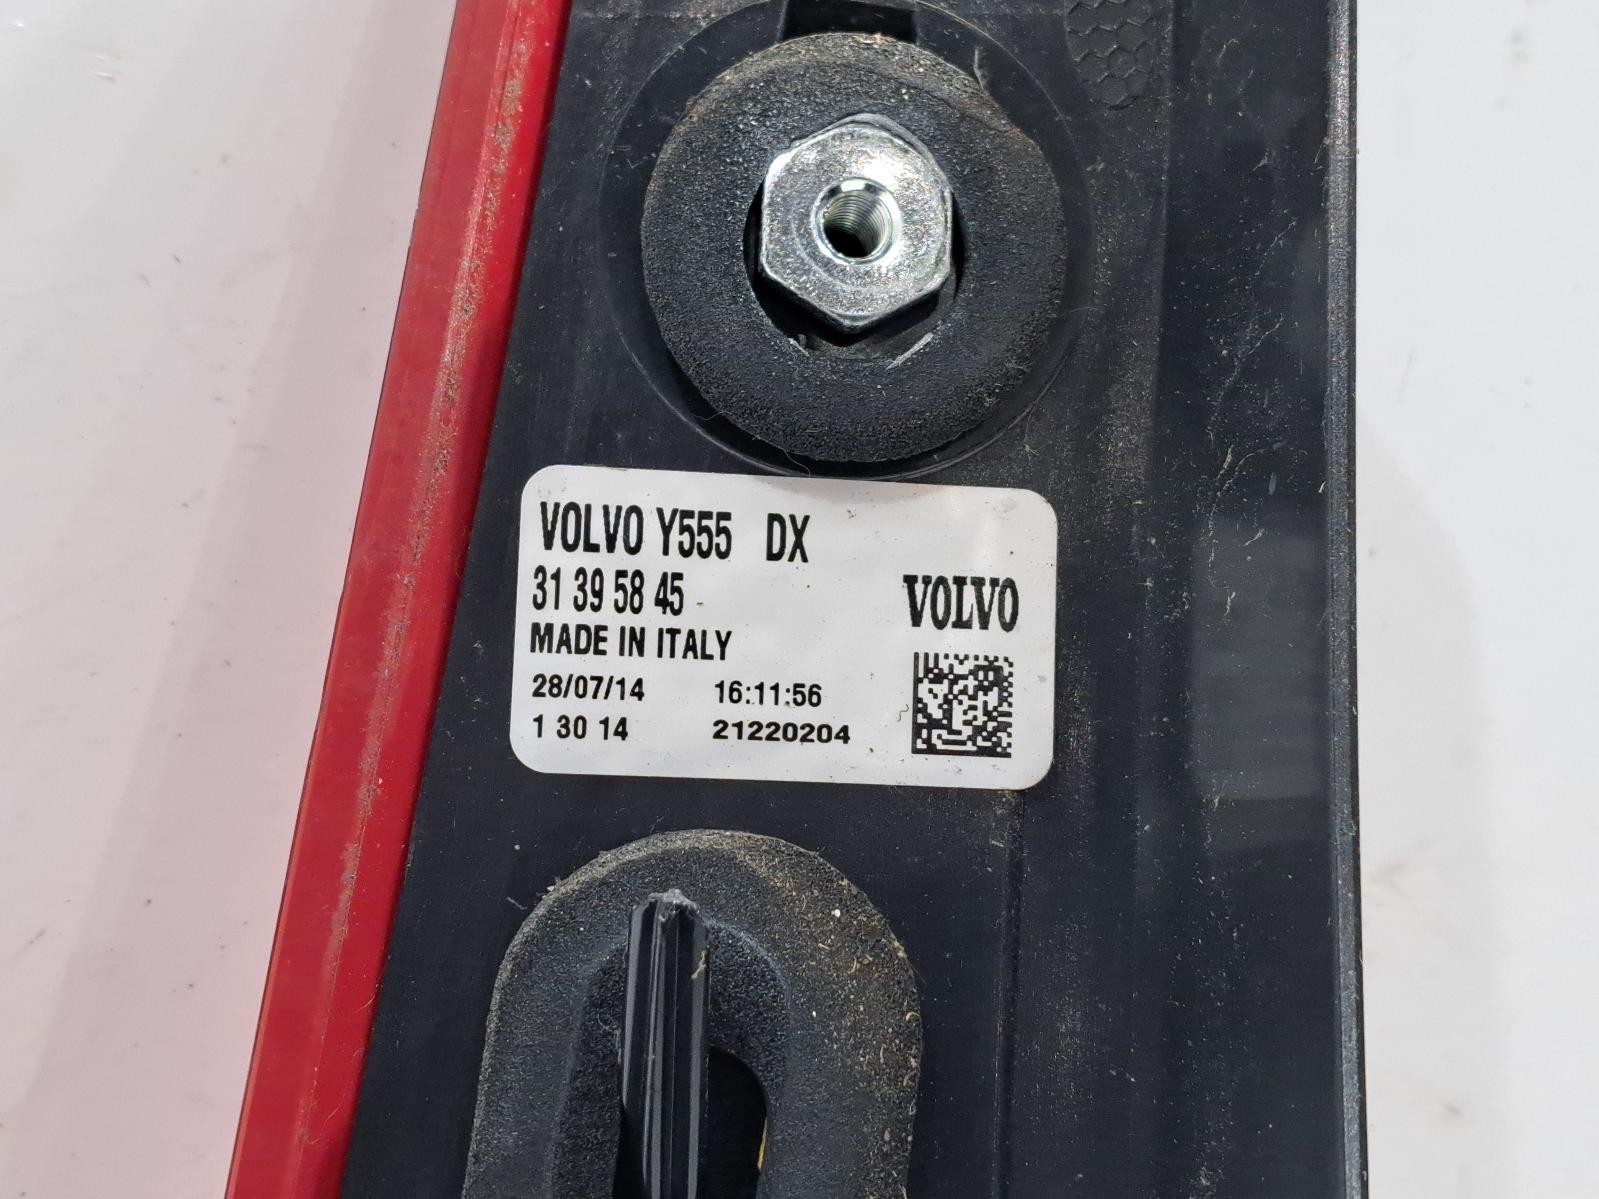 VOLVO Y555 DX
31 39 58 45
VOLVO
MADE IN ITALY
28/07/14 16:11:56
1 30 14 21220204